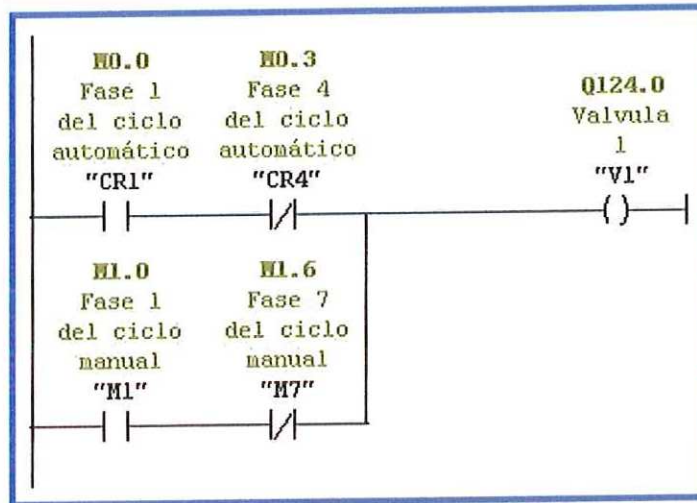 M0.0
Fase 1
del ciclo
automático
"CR1"
M0.3
Fase 4
del ciclo
automático
"CR4"
Q124.0
Valvula
1
"V1"
M1.0
Fase 1
del ciclo
manual
"M1"
M1.6
Fase 7
del ciclo
manual
"M7"